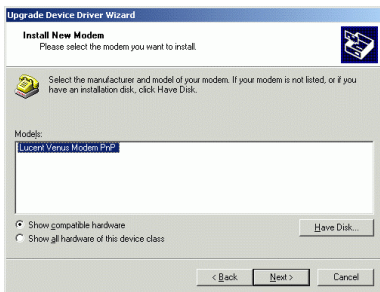 Upgrade Device Driver Wizard
Install New Modem
Please select the modem you want to install.
Select the manufacturer and model of your modem. If your modem is not listed, or if you
have an installation disk, click Have Disk.
Models:
Lucent Venus Modem PnP
Show compatible hardware
Show all hardware of this device class
Have Disk...
< Back
Next >
Cancel